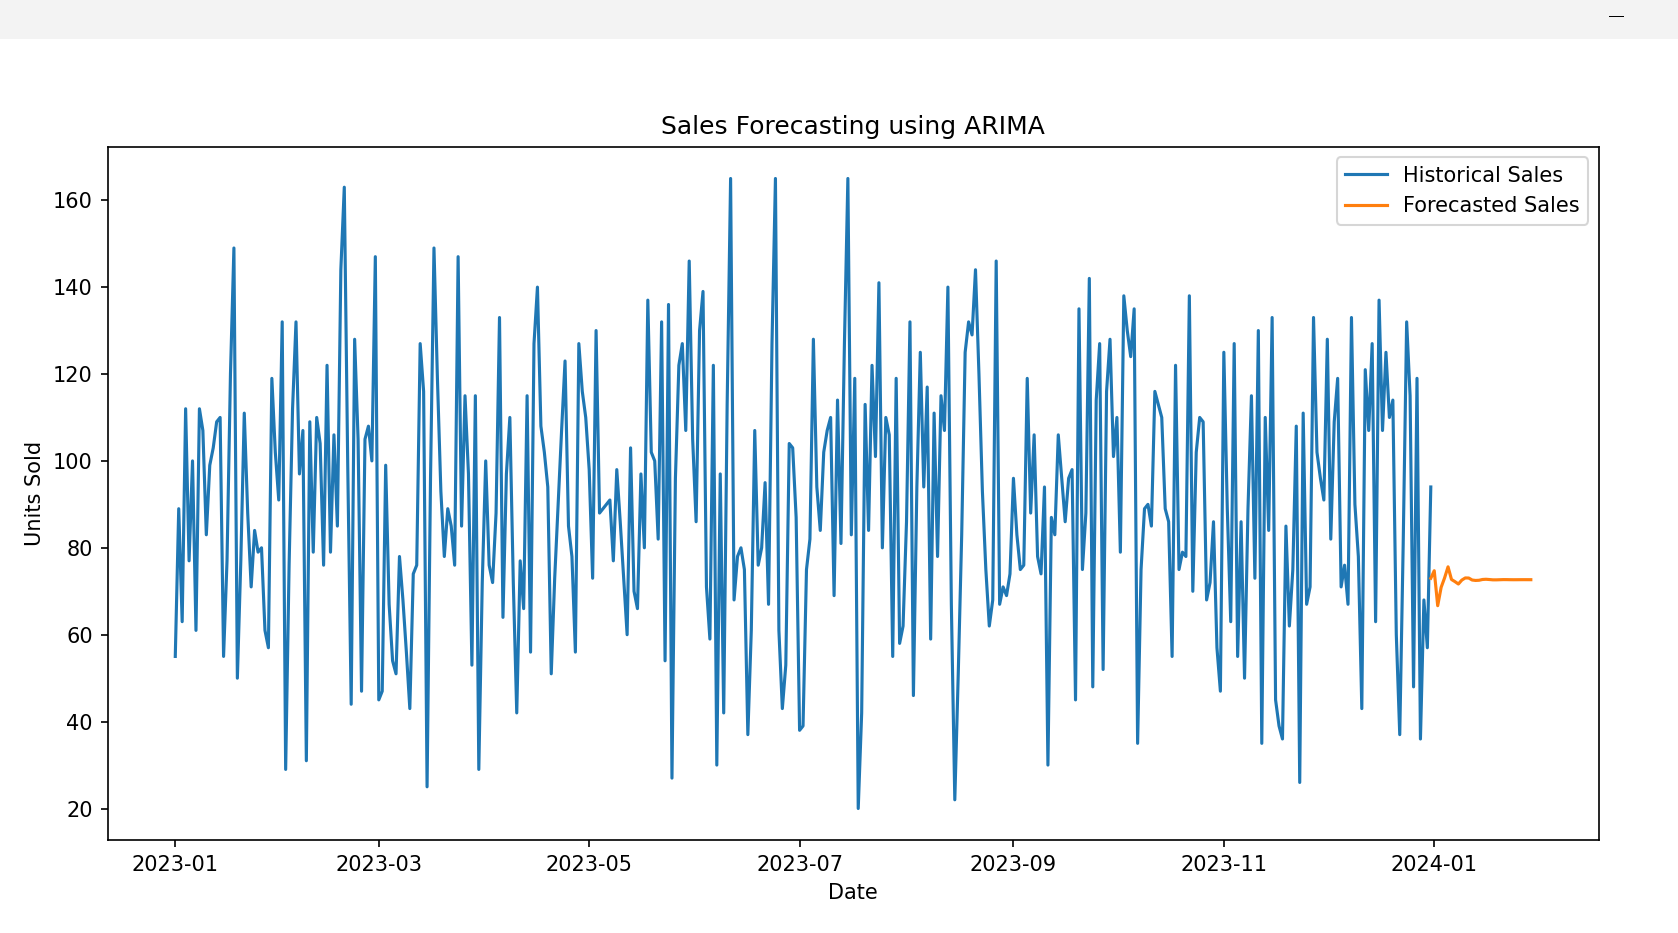 Sales Forecasting using ARIMA
Historical Sales
Forecasted Sales
160
140
120
100
80
60
40
20
Units Sold
2023-01 2023-03 2023-05 2023-07 2023-09 2023-11 2024-01
Date